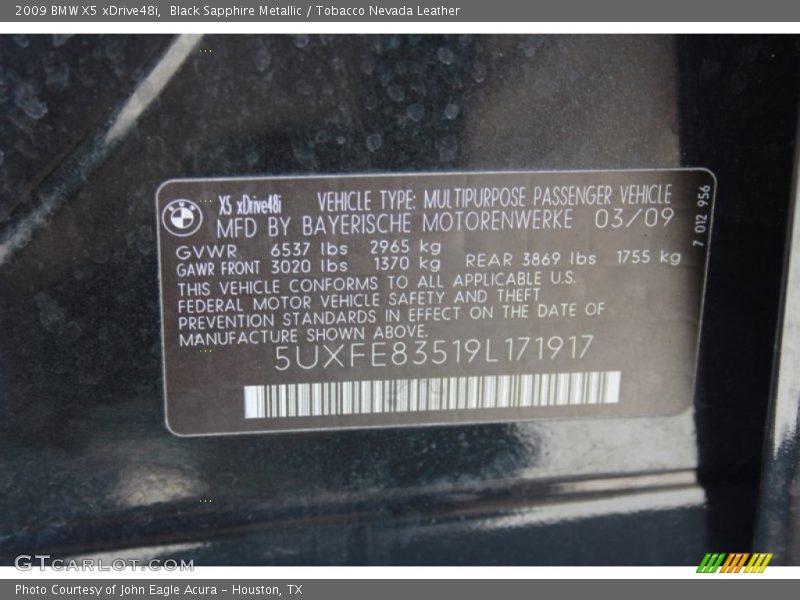 2009 BMW X5 xDrive48i,  Black Sapphire Metallic / Tobacco Nevada Leather
X5 xDrive48i VEHICLE TYPE: MULTIPURPOSE PASSENGER VEHICLE
MFD BY BAYERISCHE MOTORENWERKE 03/09
GVWR 6537 lbs 2965 kg
GAWR FRONT 3020 lbs 1370 kg REAR 3869 lbs 1755 kg
THIS VEHICLE CONFORMS TO ALL APPLICABLE U.S.
FEDERAL MOTOR VEHICLE SAFETY AND THEFT
PREVENTION STANDARDS IN EFFECT ON THE DATE OF
MANUFACTURE SHOWN ABOVE.
5UXFE83519L171917
7 012 956
GTCARLOT.COM
Photo Courtesy of John Eagle Acura - Houston, TX